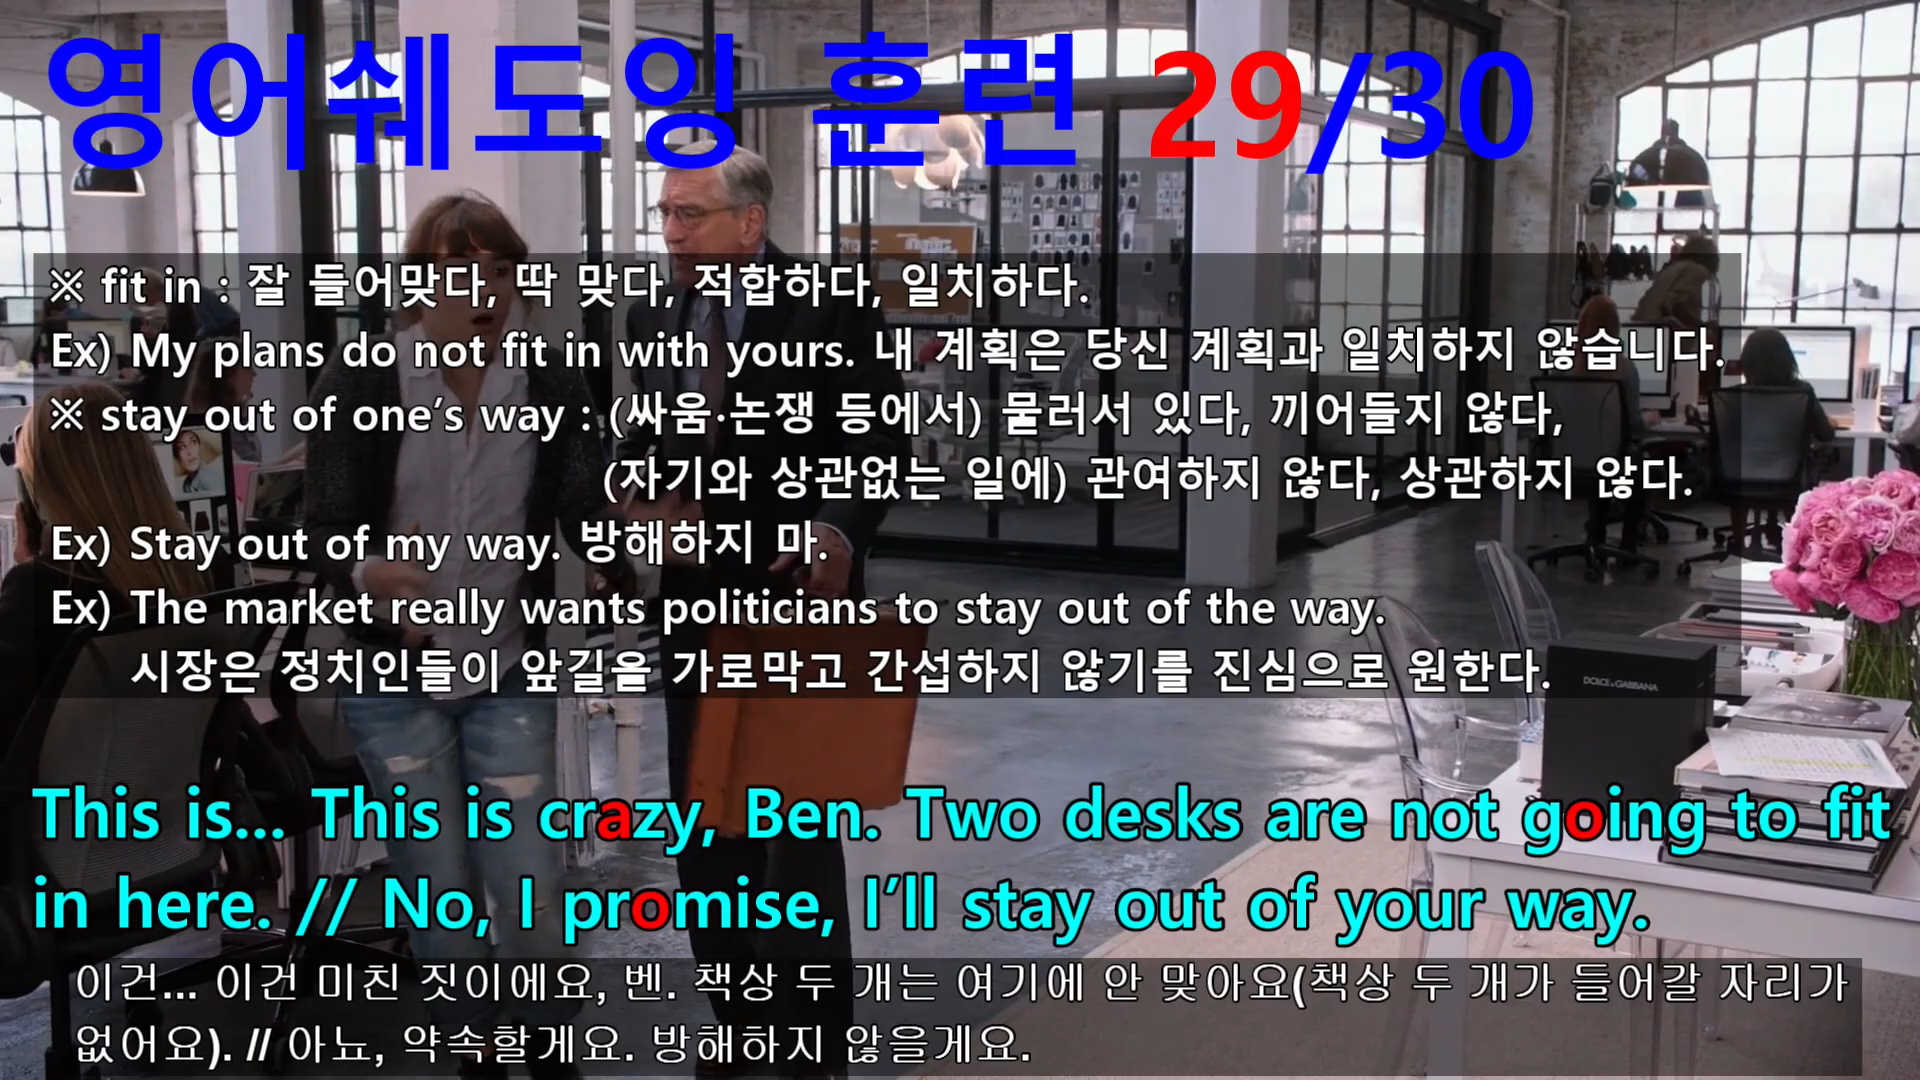 영어쉐도잉 훈련 29/30
※ fit in : 잘 들어맞다, 딱 맞다, 적합하다, 일치하다.
Ex) My plans do not fit in with yours. 내 계획은 당신 계획과 일치하지 않습니다.
※ stay out of one’s way : (싸움·논쟁 등에서) 물러서 있다, 끼어들지 않다,
(자기와 상관없는 일에) 관여하지 않다, 상관하지 않다.
Ex) Stay out of my way. 방해하지 마.
Ex) The market really wants politicians to stay out of the way.
시장은 정치인들이 앞길을 가로막고 간섭하지 않기를 진심으로 원한다.
DOLCE & GABBANA
This is... This is crazy, Ben. Two desks are not going to fit
in here. // No, I promise, I’ll stay out of your way.
이건... 이건 미친 짓이에요, 벤. 책상 두 개는 여기에 안 맞아요(책상 두 개가 들어갈 자리가
없어요). // 아뇨, 약속할게요. 방해하지 않을게요.